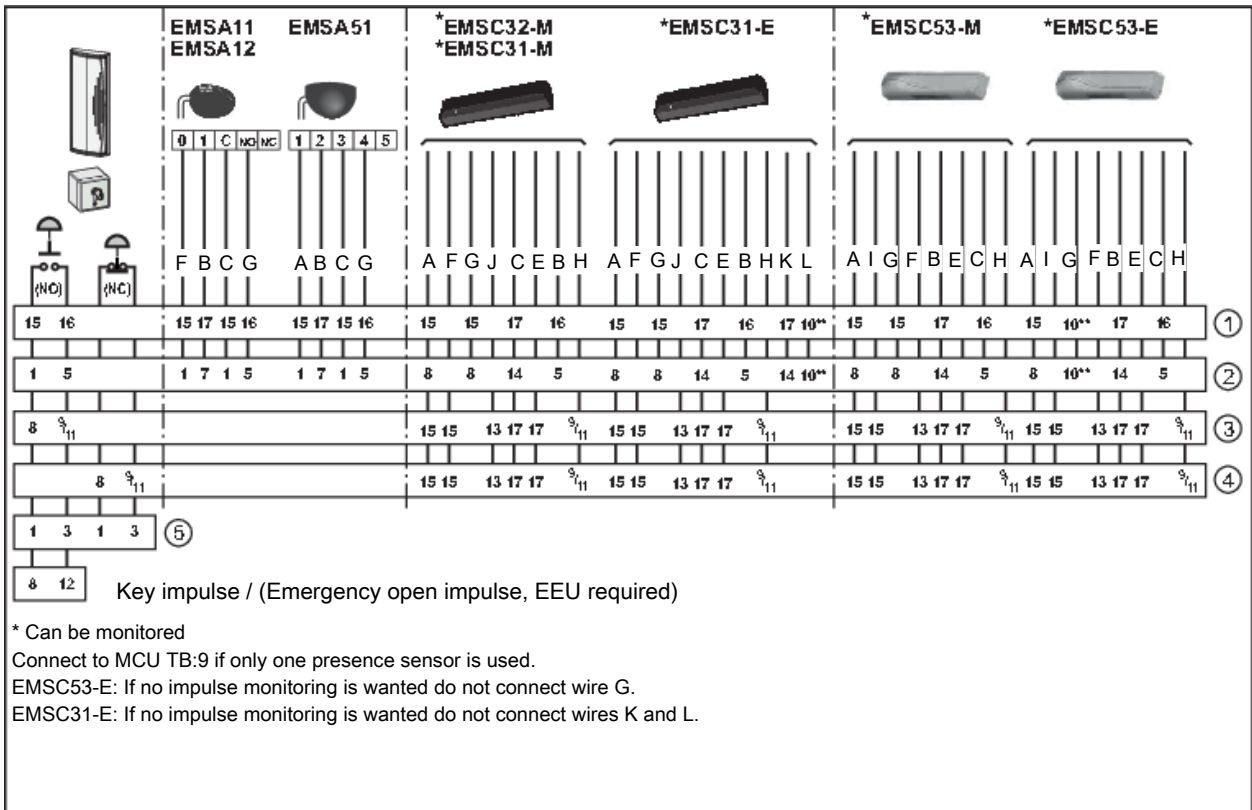 EMSA11 EMSA51 *EMSC32-M *EMSC31-E *EMSC53-M *EMSC53-E
EMSA12 *EMSC31-M
0 1 C NO NC 1 2 3 4 5
F B C G A B C G A F G J C E B H A F G J C E B H K L A I G F B E C H A I G F B E C H
(NO) (NC)
15 16 15 17 15 16 15 17 15 16 15 15 17 16 15 15 17 16 17 10** 15 15 17 16 15 10** 17 16 1
1 5 1 7 1 5 1 7 1 5 8 8 14 5 8 8 14 5 14 10** 8 8 14 5 8 10** 14 5 2
8 9/11 15 15 13 17 17 9/11 15 15 13 17 17 9/11 15 15 13 17 17 9/11 15 15 13 17 17 9/11 3
8 9/11 15 15 13 17 17 9/11 15 15 13 17 17 9/11 15 15 13 17 17 9/11 15 15 13 17 17 9/11 4
1 3 1 3 5
8 12 Key impulse / (Emergency open impulse, EEU required)
* Can be monitored
Connect to MCU TB:9 if only one presence sensor is used.
EMSC53-E: If no impulse monitoring is wanted do not connect wire G.
EMSC31-E: If no impulse monitoring is wanted do not connect wires K and L.